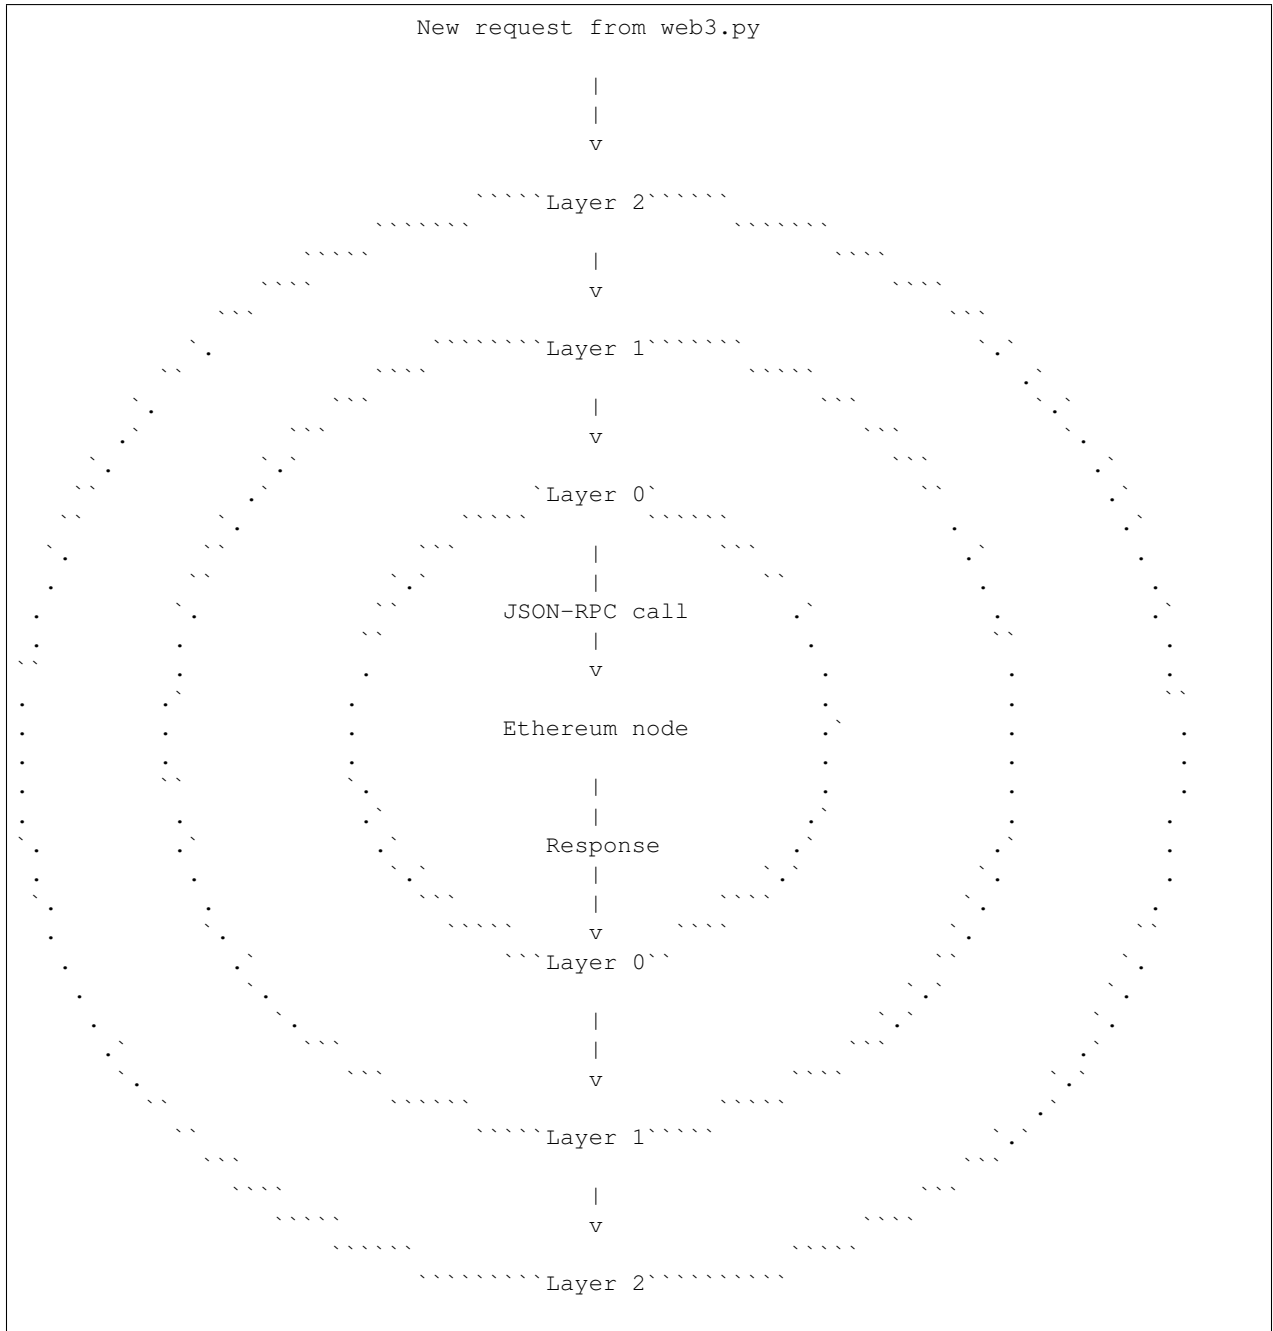 New request from web3.py
|
|
v
Layer 2
|
v
Layer 1
|
v
Layer 0
|
|
JSON-RPC call
|
v
Ethereum node
|
|
Response
|
|
v
Layer 0
|
|
v
Layer 1
|
v
Layer 2